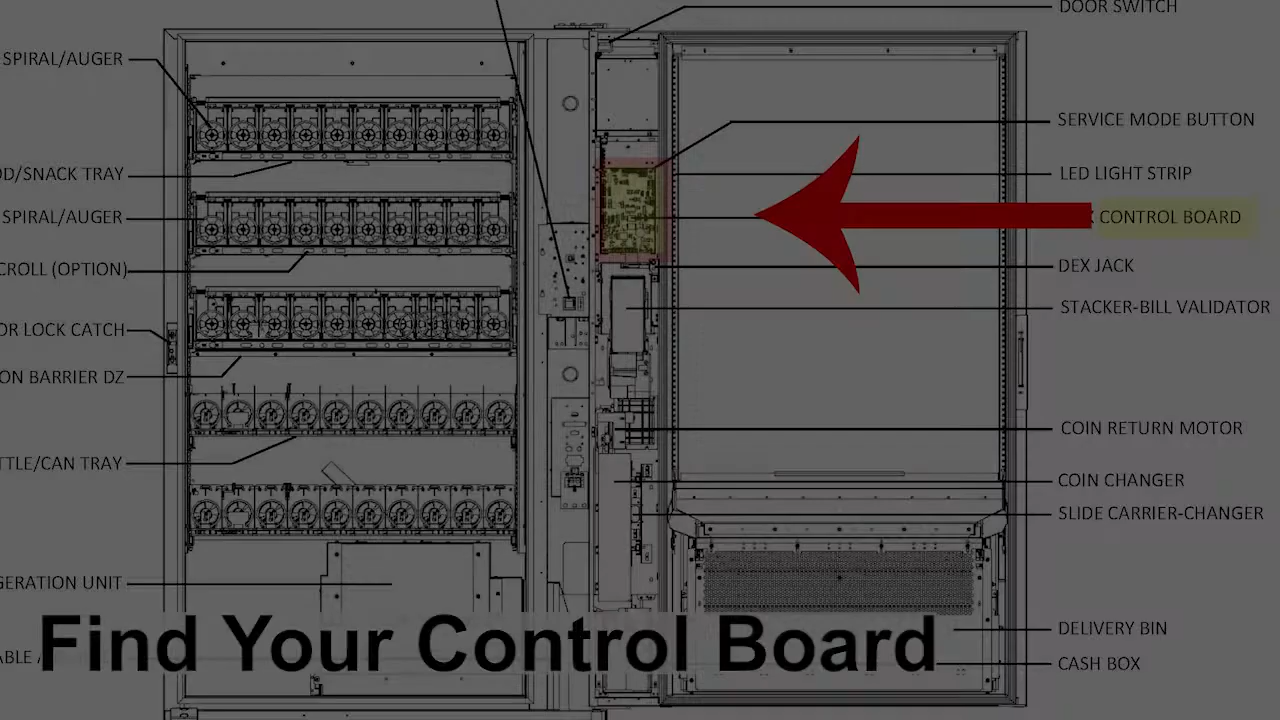 DOOR SWITCH
SPIRAL/AUGER
SERVICE MODE BUTTON
OD/SNACK TRAY
LED LIGHT STRIP
SPIRAL/AUGER
CONTROL BOARD
CROLL (OPTION)
DEX JACK
STACKER-BILL VALIDATOR
OR LOCK CATCH
ON BARRIER DZ
COIN RETURN MOTOR
TTLE/CAN TRAY
COIN CHANGER
SLIDE CARRIER-CHANGER
GERATION UNIT
DELIVERY BIN
Find Your Control Board
ABLE
CASH BOX